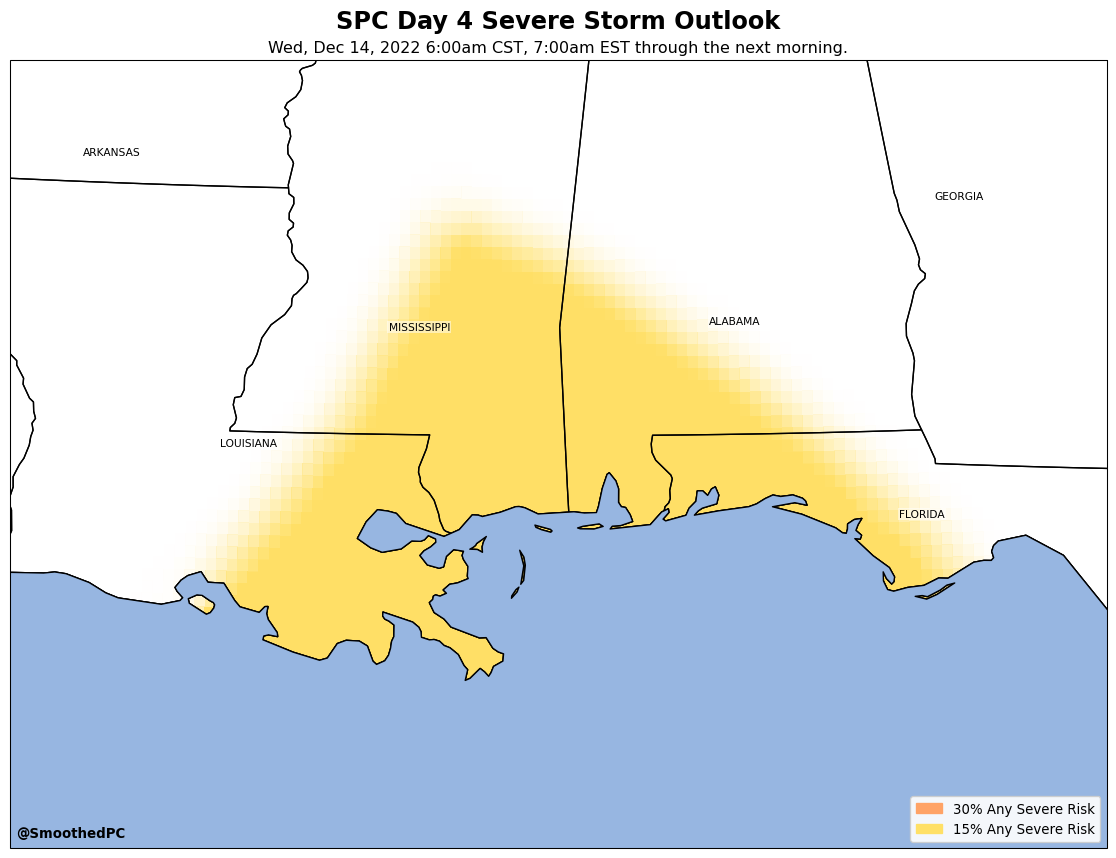 SPC Day 4 Severe Storm Outlook
Wed, Dec 14, 2022 6:00am CST, 7:00am EST through the next morning.
ARKANSAS
GEORGIA
MISSISSIPPI
ALABAMA
LOUISIANA
FLORIDA
30% Any Severe Risk
15% Any Severe Risk
@SmoothedPC